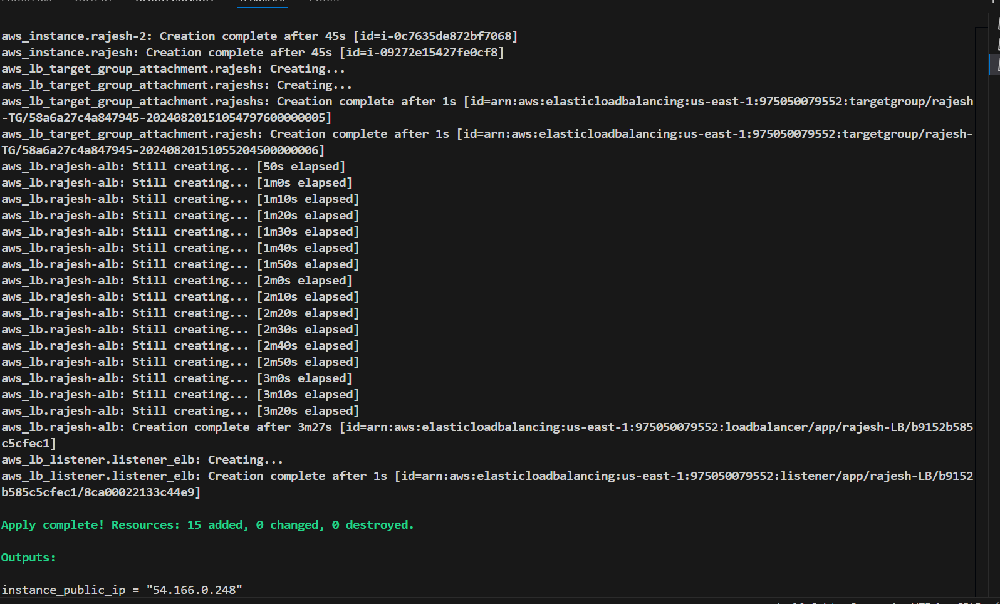 PROBLEMS OUTPUT DEBUG CONSOLE TERMINAL PORTS
aws_instance.rajesh-2: Creation complete after 45s [id=i-0c7635de872bf7068]
aws_instance.rajesh: Creation complete after 45s [id=i-09272e15427fe0cf8]
aws_lb_target_group_attachment.rajesh: Creating...
aws_lb_target_group_attachment.rajeshs: Creating...
aws_lb_target_group_attachment.rajeshs: Creation complete after 1s [id=arn:aws:elasticloadbalancing:us-east-1:975050079552:targetgroup/rajesh
-TG/58a6a27c4a847945-20240820151054797600000005]
aws_lb_target_group_attachment.rajesh: Creation complete after 1s [id=arn:aws:elasticloadbalancing:us-east-1:975050079552:targetgroup/rajesh-
TG/58a6a27c4a847945-20240820151055204500000006]
aws_lb.rajesh-alb: Still creating... [50s elapsed]
aws_lb.rajesh-alb: Still creating... [1m0s elapsed]
aws_lb.rajesh-alb: Still creating... [1m10s elapsed]
aws_lb.rajesh-alb: Still creating... [1m20s elapsed]
aws_lb.rajesh-alb: Still creating... [1m30s elapsed]
aws_lb.rajesh-alb: Still creating... [1m40s elapsed]
aws_lb.rajesh-alb: Still creating... [1m50s elapsed]
aws_lb.rajesh-alb: Still creating... [2m0s elapsed]
aws_lb.rajesh-alb: Still creating... [2m10s elapsed]
aws_lb.rajesh-alb: Still creating... [2m20s elapsed]
aws_lb.rajesh-alb: Still creating... [2m30s elapsed]
aws_lb.rajesh-alb: Still creating... [2m40s elapsed]
aws_lb.rajesh-alb: Still creating... [2m50s elapsed]
aws_lb.rajesh-alb: Still creating... [3m0s elapsed]
aws_lb.rajesh-alb: Still creating... [3m10s elapsed]
aws_lb.rajesh-alb: Still creating... [3m20s elapsed]
aws_lb.rajesh-alb: Creation complete after 3m27s [id=arn:aws:elasticloadbalancing:us-east-1:975050079552:loadbalancer/app/rajesh-LB/b9152b585
c5cfec1]
aws_lb_listener.listener_elb: Creating...
aws_lb_listener.listener_elb: Creation complete after 1s [id=arn:aws:elasticloadbalancing:us-east-1:975050079552:listener/app/rajesh-LB/b9152
b585c5cfec1/8ca00022133c44e9]
Apply complete! Resources: 15 added, 0 changed, 0 destroyed.
Outputs:
instance_public_ip = "54.166.0.248"